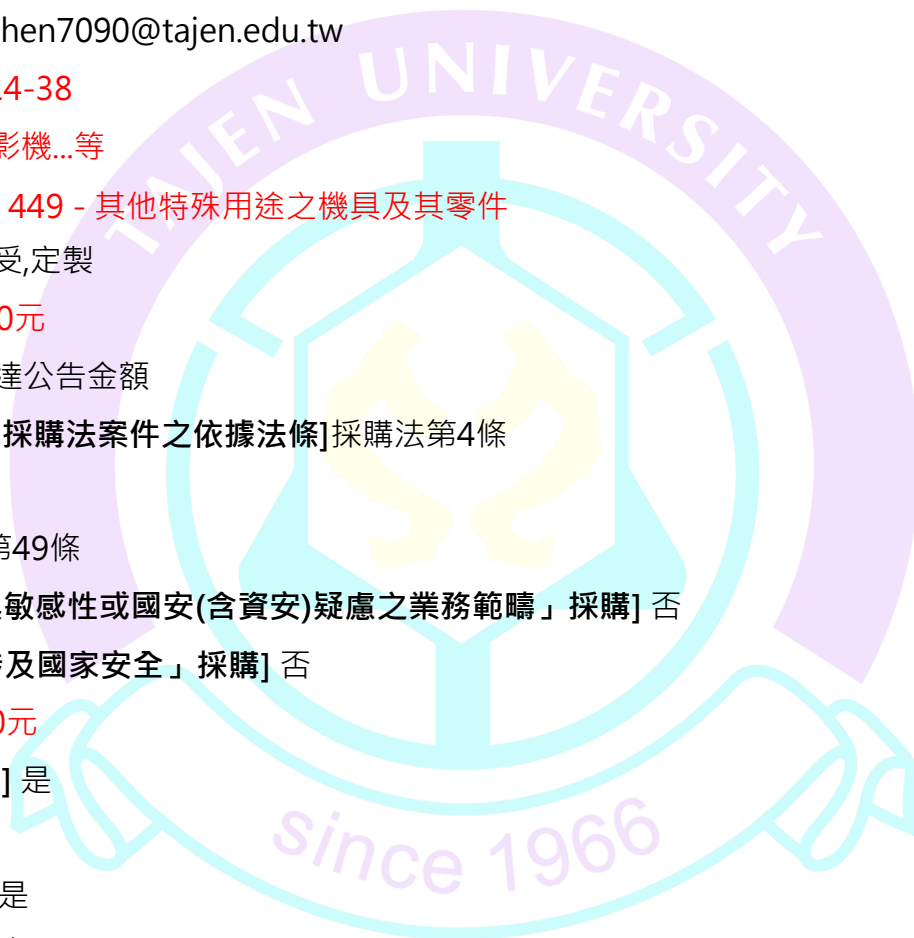 hen7090@tajen.edu.tw
4-38
影機...等
449 - 其他特殊用途之機具及其零件
受,定製
0元
達公告金額
採購法案件之依據法條]採購法第4條
第49條
敏感性或國安(含資安)疑慮之業務範疇」採購] 否
及國家安全」採購] 否
0元
] 是
是
TAJEN UNIVERSITY
since 1966